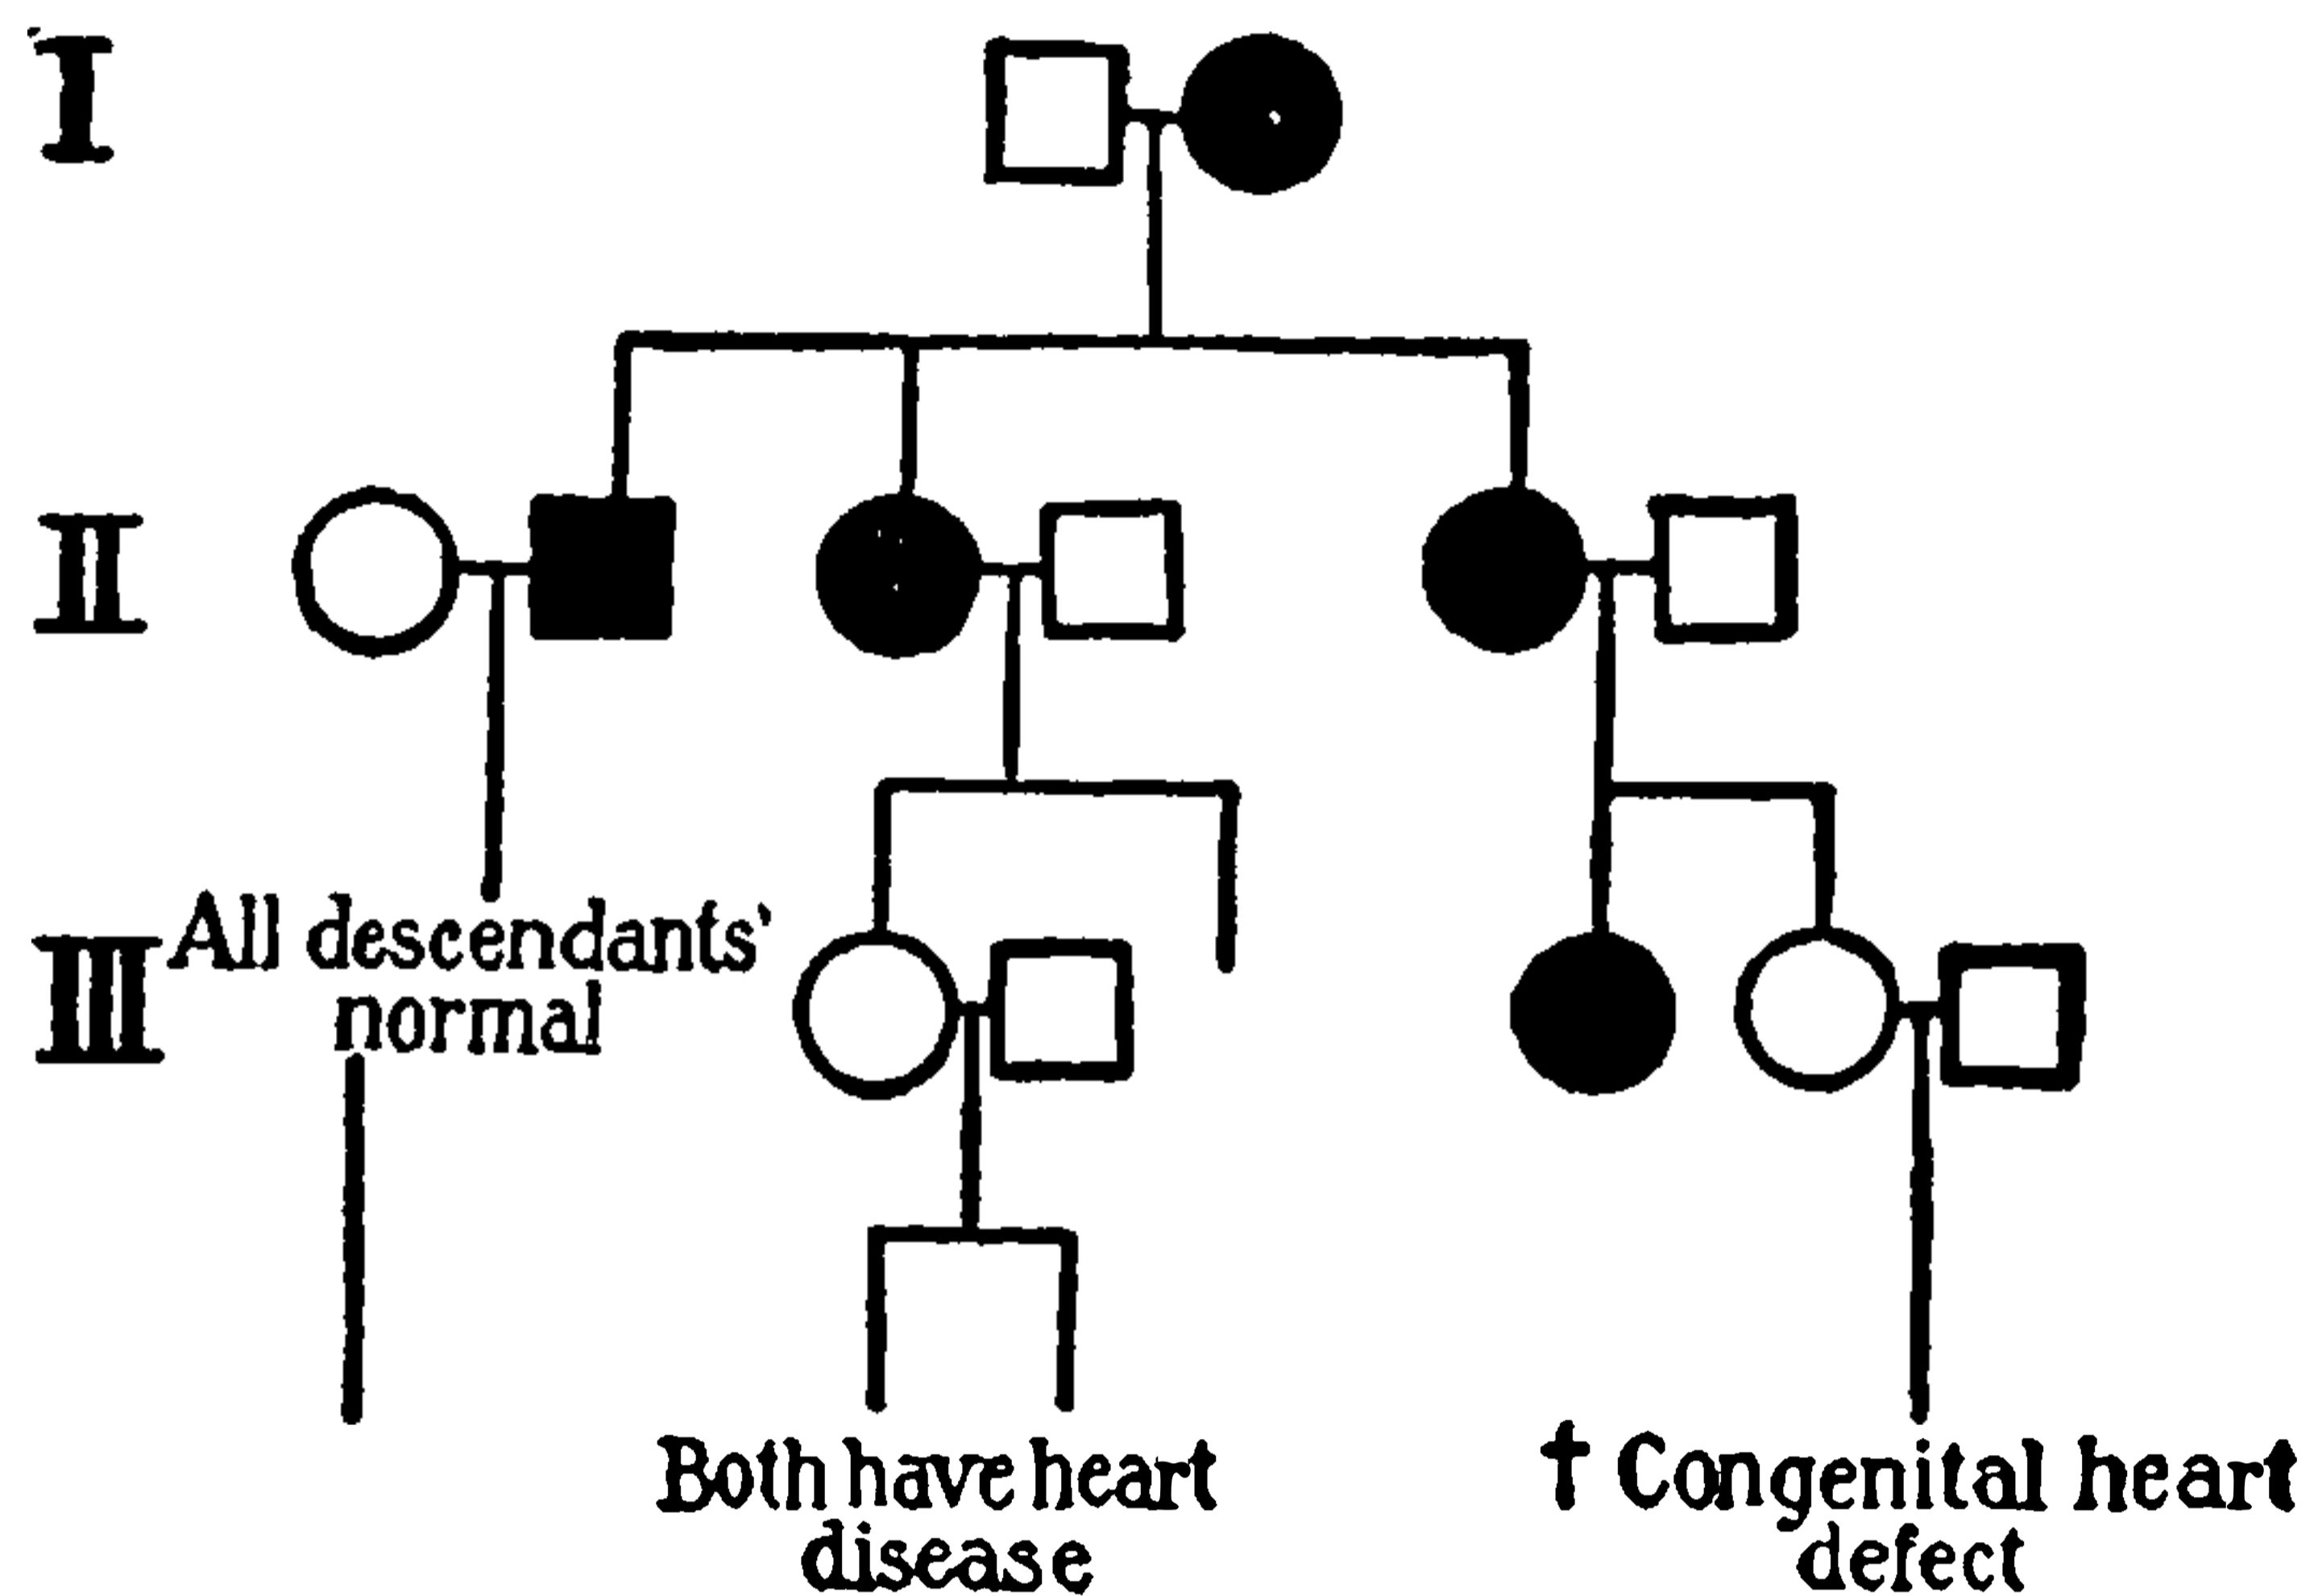 I
II
III
All descendants'
normal
Both have heart
disease
† Congenital heart
defect